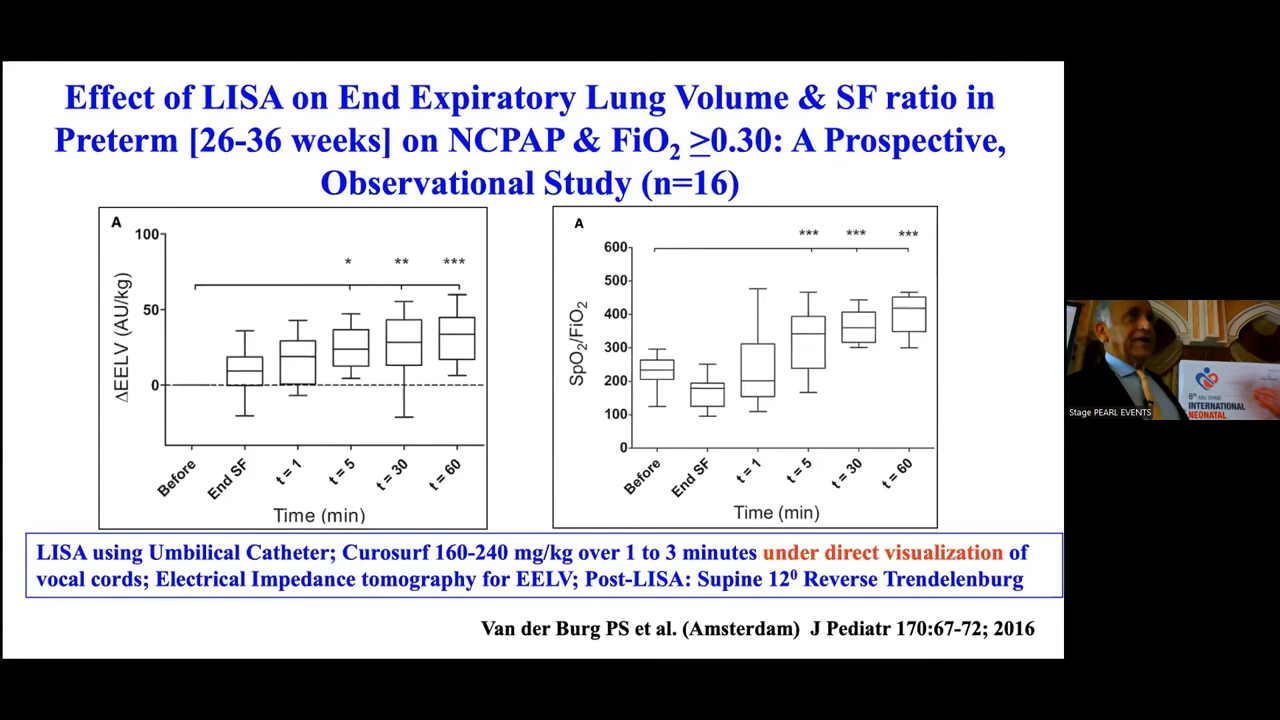 Effect of LISA on End Expiratory Lung Volume & SF ratio in
Preterm [26-36 weeks] on NCPAP & FiO₂ ≥0.30: A Prospective,
Observational Study (n=16)
A
100
50
0
ΔEELV (AU/kg)
*
**
***
Before
End SF
t = 1
t = 5
t = 30
t = 60
Time (min)
A
600
500
400
300
200
100
0
SpO₂/FiO₂
***
***
***
Before
End SF
t = 1
t = 5
t = 30
t = 60
Time (min)
LISA using Umbilical Catheter; Curosurf 160-240 mg/kg over 1 to 3 minutes under direct visualization of
vocal cords; Electrical Impedance tomography for EELV; Post-LISA: Supine 12⁰ Reverse Trendelenburg
Van der Burg PS et al. (Amsterdam) J Pediatr 170:67-72; 2016
6th ABU DHABI
INTERNATIONAL
NEONATAL
Stage PEARL EVENTS